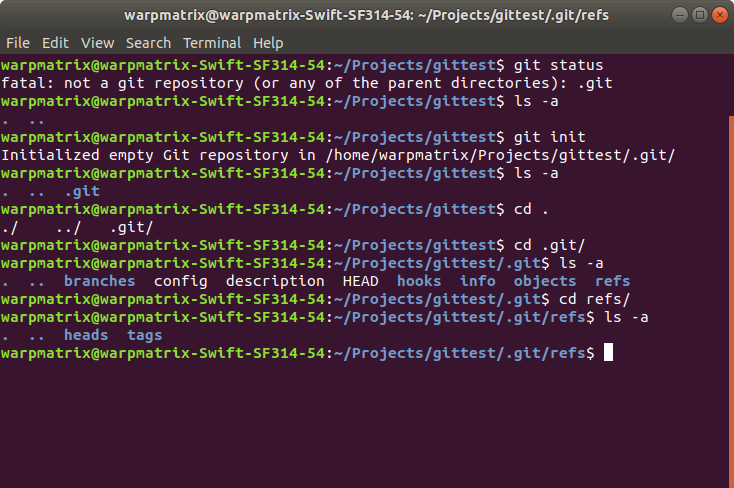 warpmatrix@warpmatrix-Swift-SF314-54: ~/Projects/gittest/.git/refs
File Edit View Search Terminal Help
warpmatrix@warpmatrix-Swift-SF314-54:~/Projects/gittest$ git status
fatal: not a git repository (or any of the parent directories): .git
warpmatrix@warpmatrix-Swift-SF314-54:~/Projects/gittest$ ls -a
.  ..
warpmatrix@warpmatrix-Swift-SF314-54:~/Projects/gittest$ git init
Initialized empty Git repository in /home/warpmatrix/Projects/gittest/.git/
warpmatrix@warpmatrix-Swift-SF314-54:~/Projects/gittest$ ls -a
.  ..  .git
warpmatrix@warpmatrix-Swift-SF314-54:~/Projects/gittest$ cd .
./    ../   .git/
warpmatrix@warpmatrix-Swift-SF314-54:~/Projects/gittest$ cd .git/
warpmatrix@warpmatrix-Swift-SF314-54:~/Projects/gittest/.git$ ls -a
.  ..  branches  config  description  HEAD  hooks  info  objects  refs
warpmatrix@warpmatrix-Swift-SF314-54:~/Projects/gittest/.git$ cd refs/
warpmatrix@warpmatrix-Swift-SF314-54:~/Projects/gittest/.git/refs$ ls -a
.  ..  heads  tags
warpmatrix@warpmatrix-Swift-SF314-54:~/Projects/gittest/.git/refs$